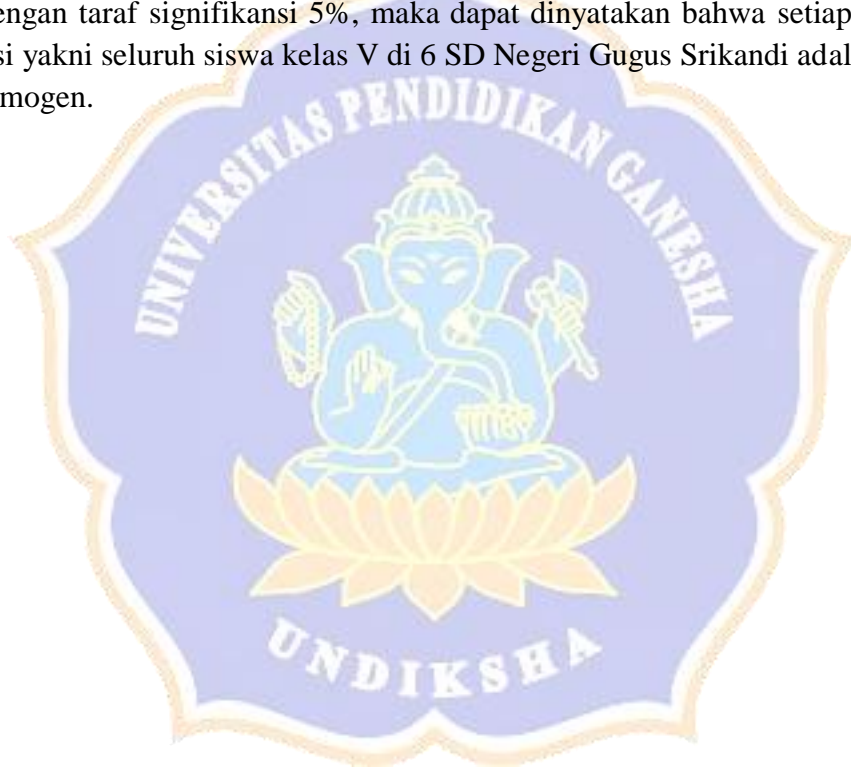 engan taraf signifikansi 5%, maka dapat dinyatakan bahwa setiap
si yakni seluruh siswa kelas V di 6 SD Negeri Gugus Srikandi adal
mogen.
UNIVERSITAS PENDIDIKAN GANESHA
UNDIKSHA